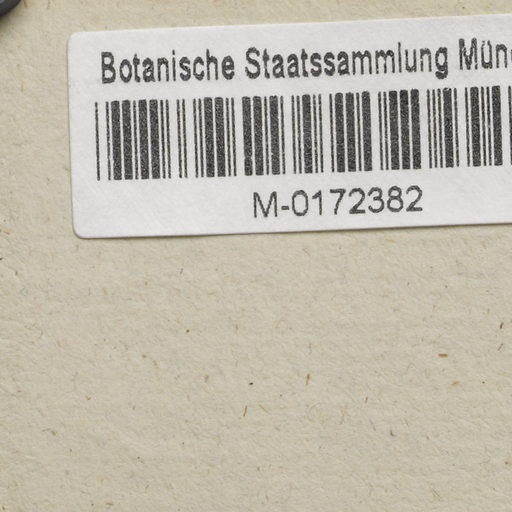 Botanische Staatssammlung Mün
M-0172382